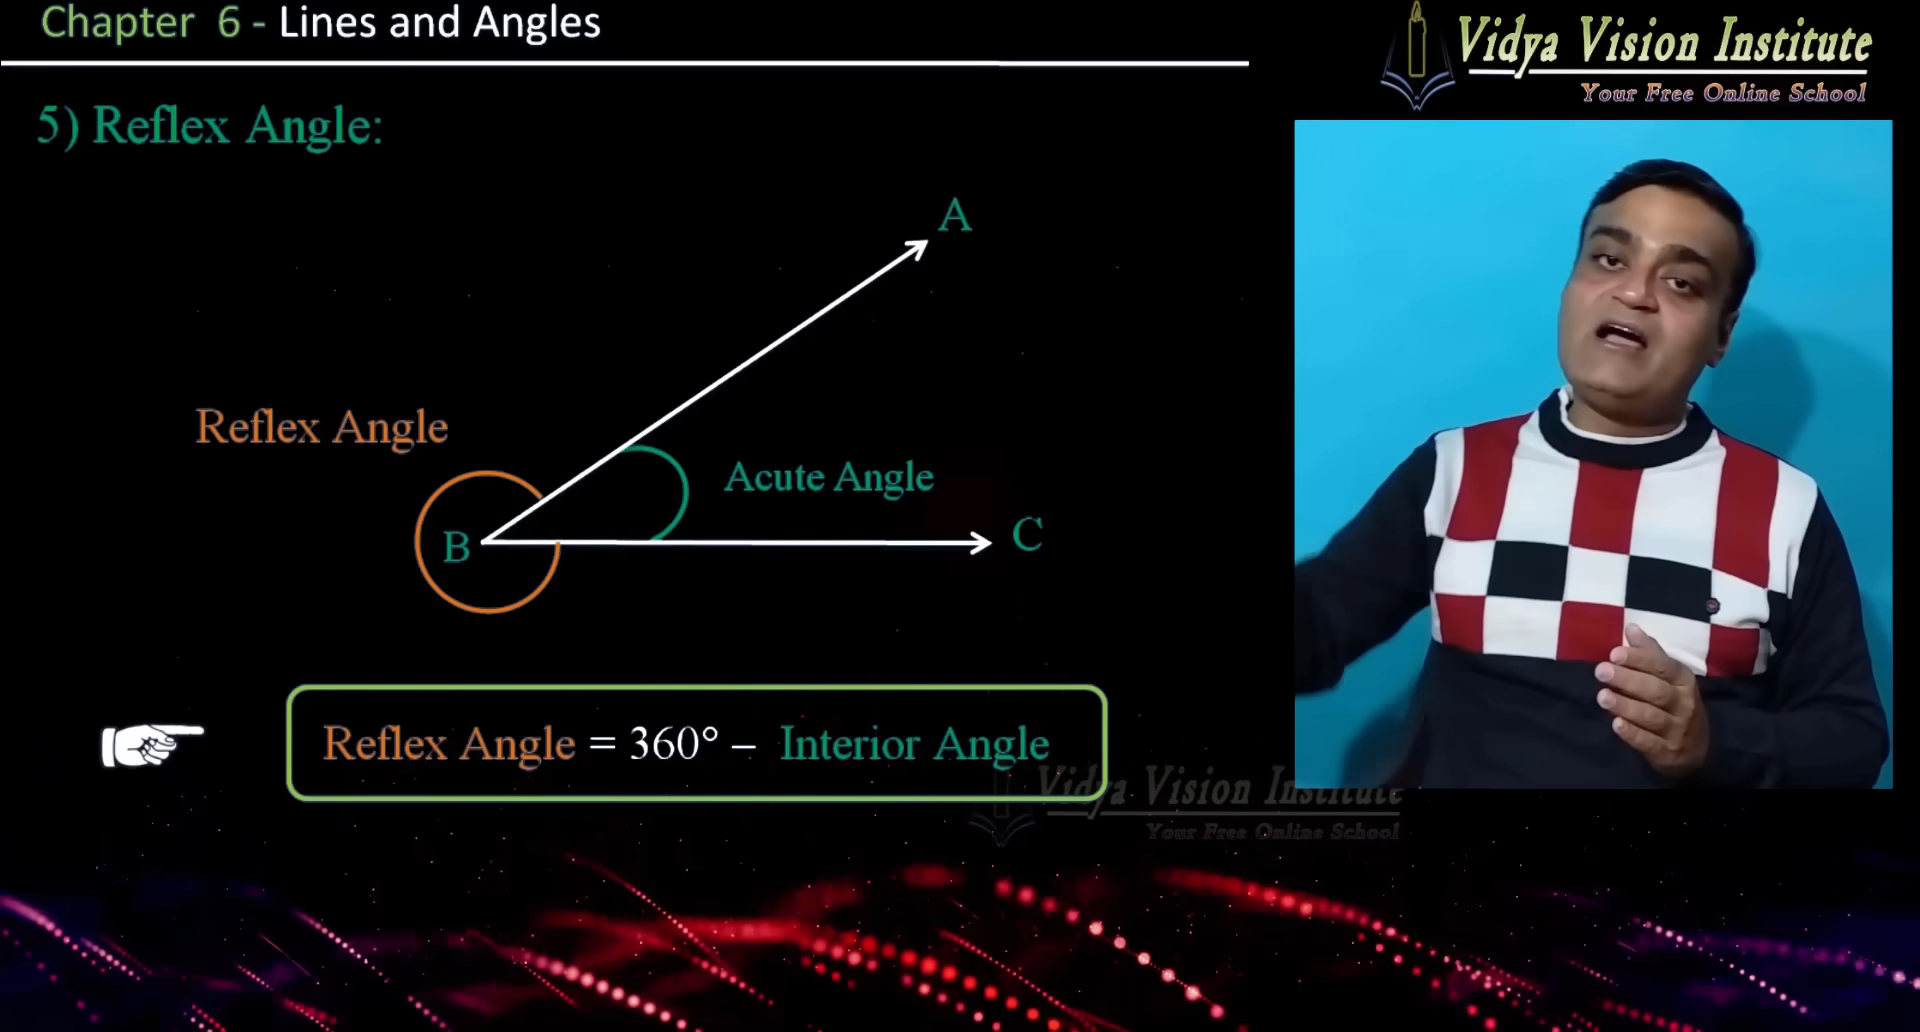 Chapter 6 - Lines and Angles
Vidya Vision Institute
Your Free Online School
5) Reflex Angle:
A
Reflex Angle
Acute Angle
B
C
Reflex Angle = 360° – Interior Angle
Vidya Vision Institute
Your Free Online School